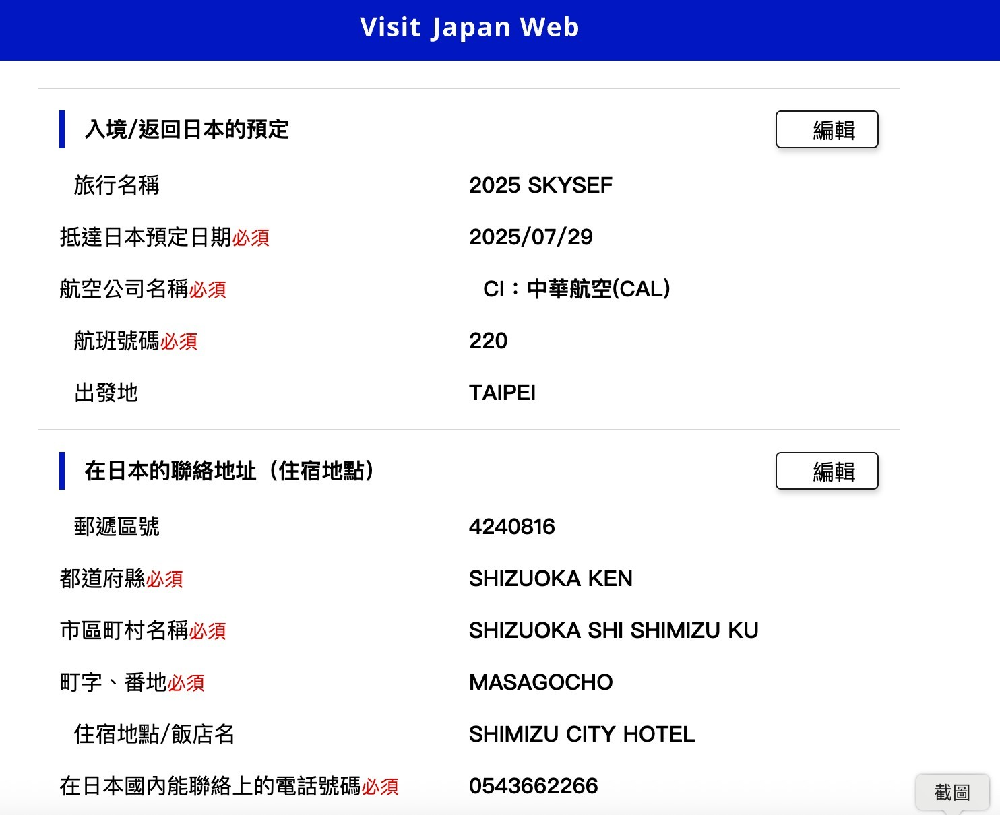 Visit Japan Web
入境/返回日本的預定
編輯
旅行名稱 2025 SKYSEF
抵達日本預定日期必須 2025/07/29
航空公司名稱必須 CI：中華航空(CAL)
航班號碼必須 220
出發地 TAIPEI
在日本的聯絡地址（住宿地點）
編輯
郵遞區號 4240816
都道府縣必須 SHIZUOKA KEN
市區町村名稱必須 SHIZUOKA SHI SHIMIZU KU
町字、番地必須 MASAGOCHO
住宿地點/飯店名 SHIMIZU CITY HOTEL
在日本國內能聯絡上的電話號碼必須 0543662266
截圖